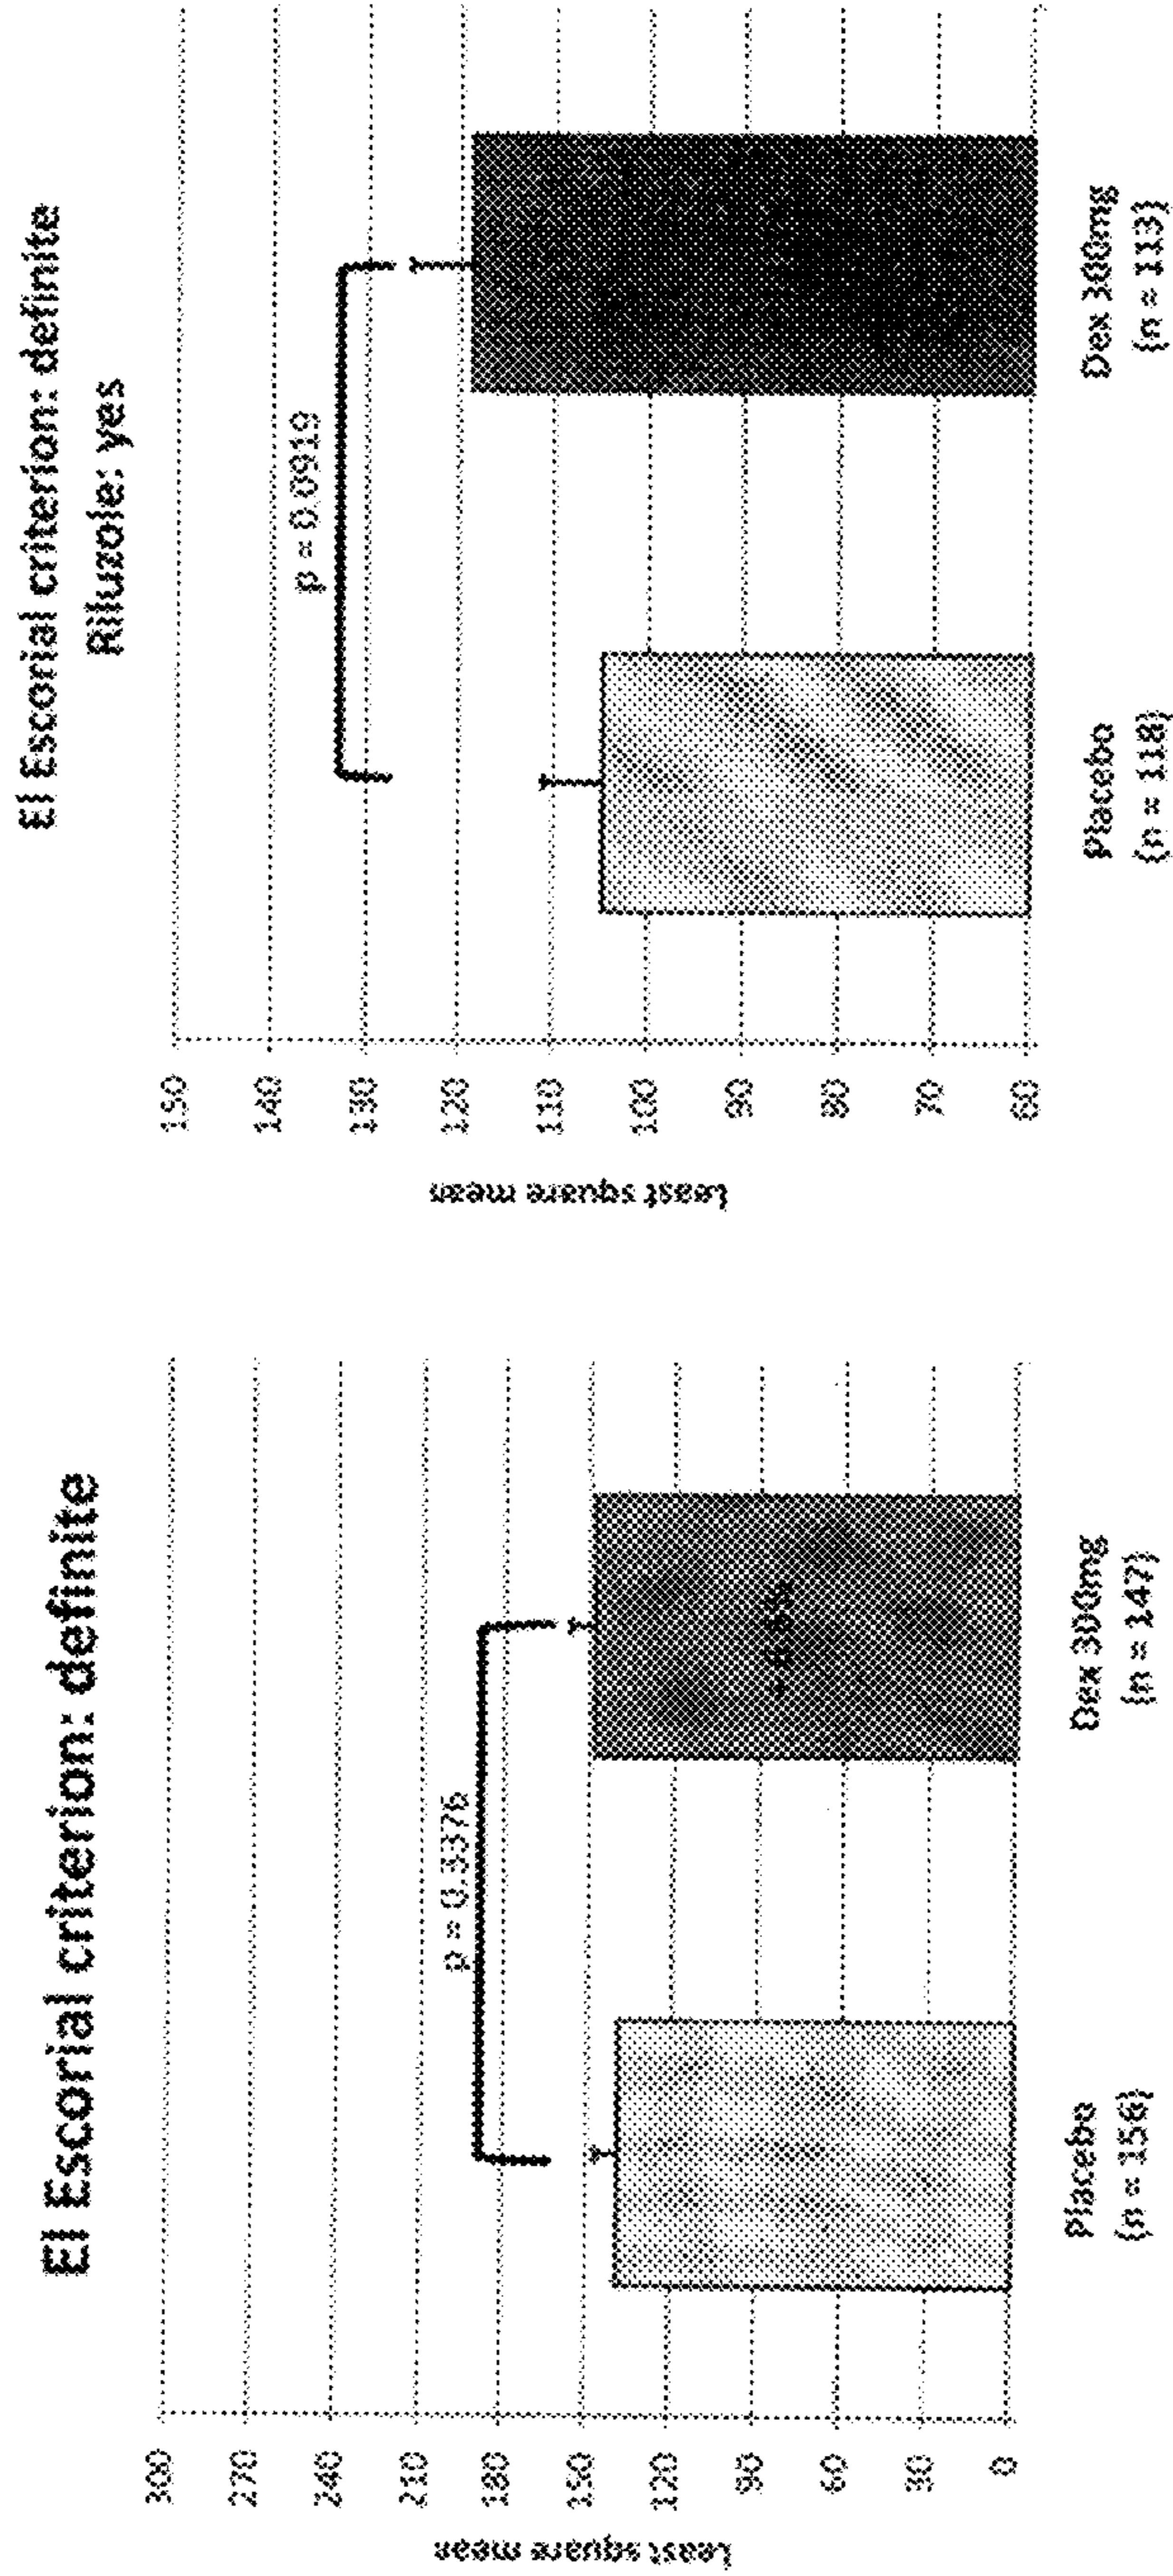 El Escorial criterion: definite
Least square mean
300
270
240
210
180
150
120
90
60
30
0
p = 0.3376
Placebo
(n = 156)
Dex 300mg
(n = 147)
El Escorial criterion: definite
Riluzole: yes
Least square mean
150
140
130
120
110
100
90
80
70
60
p = 0.0919
Placebo
(n = 118)
Dex 300mg
(n = 113)